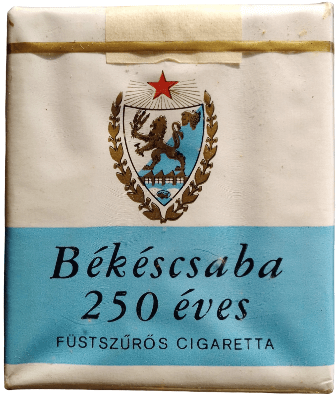 Békéscsaba
250 éves
FÜSTSZŰRŐS CIGARETTA